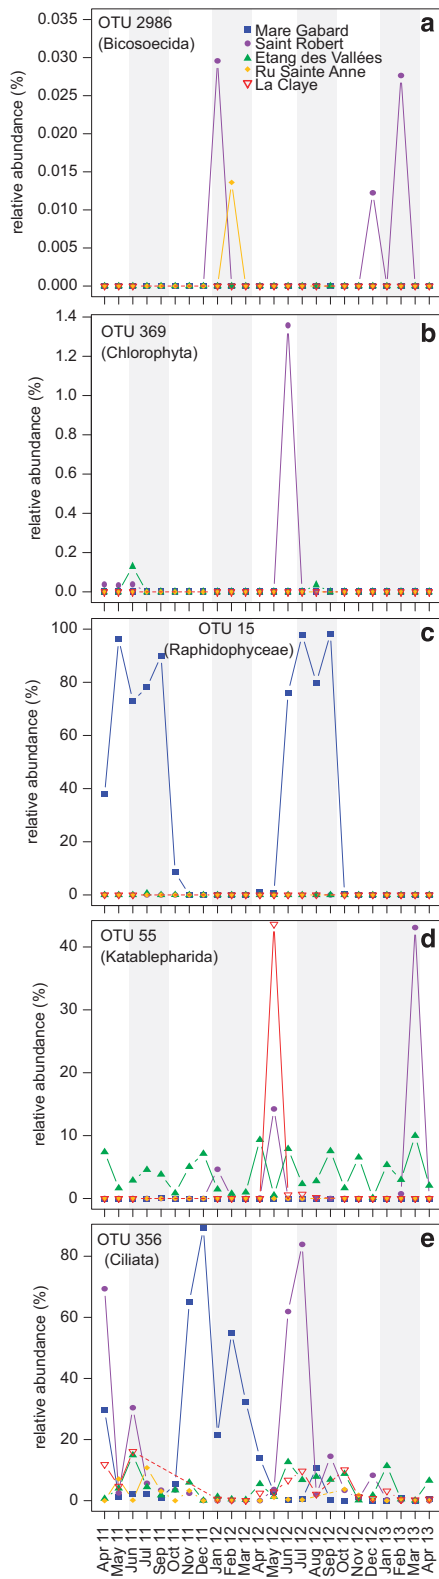 OTU 2986
(Bicosoecida)
a
Mare Gabard
Saint Robert
Etang des Vallées
Ru Sainte Anne
La Claye
relative abundance (%)
0.035
0.030
0.025
0.020
0.015
0.010
0.005
0.000
OTU 369
(Chlorophyta)
b
relative abundance (%)
1.4
1.2
1.0
0.8
0.6
0.4
0.2
0.0
OTU 15
(Raphidophyceae)
c
relative abundance (%)
100
80
60
40
20
0
OTU 55
(Katablepharida)
d
relative abundance (%)
40
30
20
10
0
OTU 356
(Ciliata)
e
relative abundance (%)
80
60
40
20
0
Apr 11
May 11
Jun 11
Jul 11
Sep 11
Oct 11
Nov 11
Dec 11
Jan 12
Feb 12
Mar 12
Apr 12
May 12
Jun 12
Jul 12
Aug 12
Sep 12
Oct 12
Nov 12
Dec 12
Jan 13
Feb 13
Mar 13
Apr 13